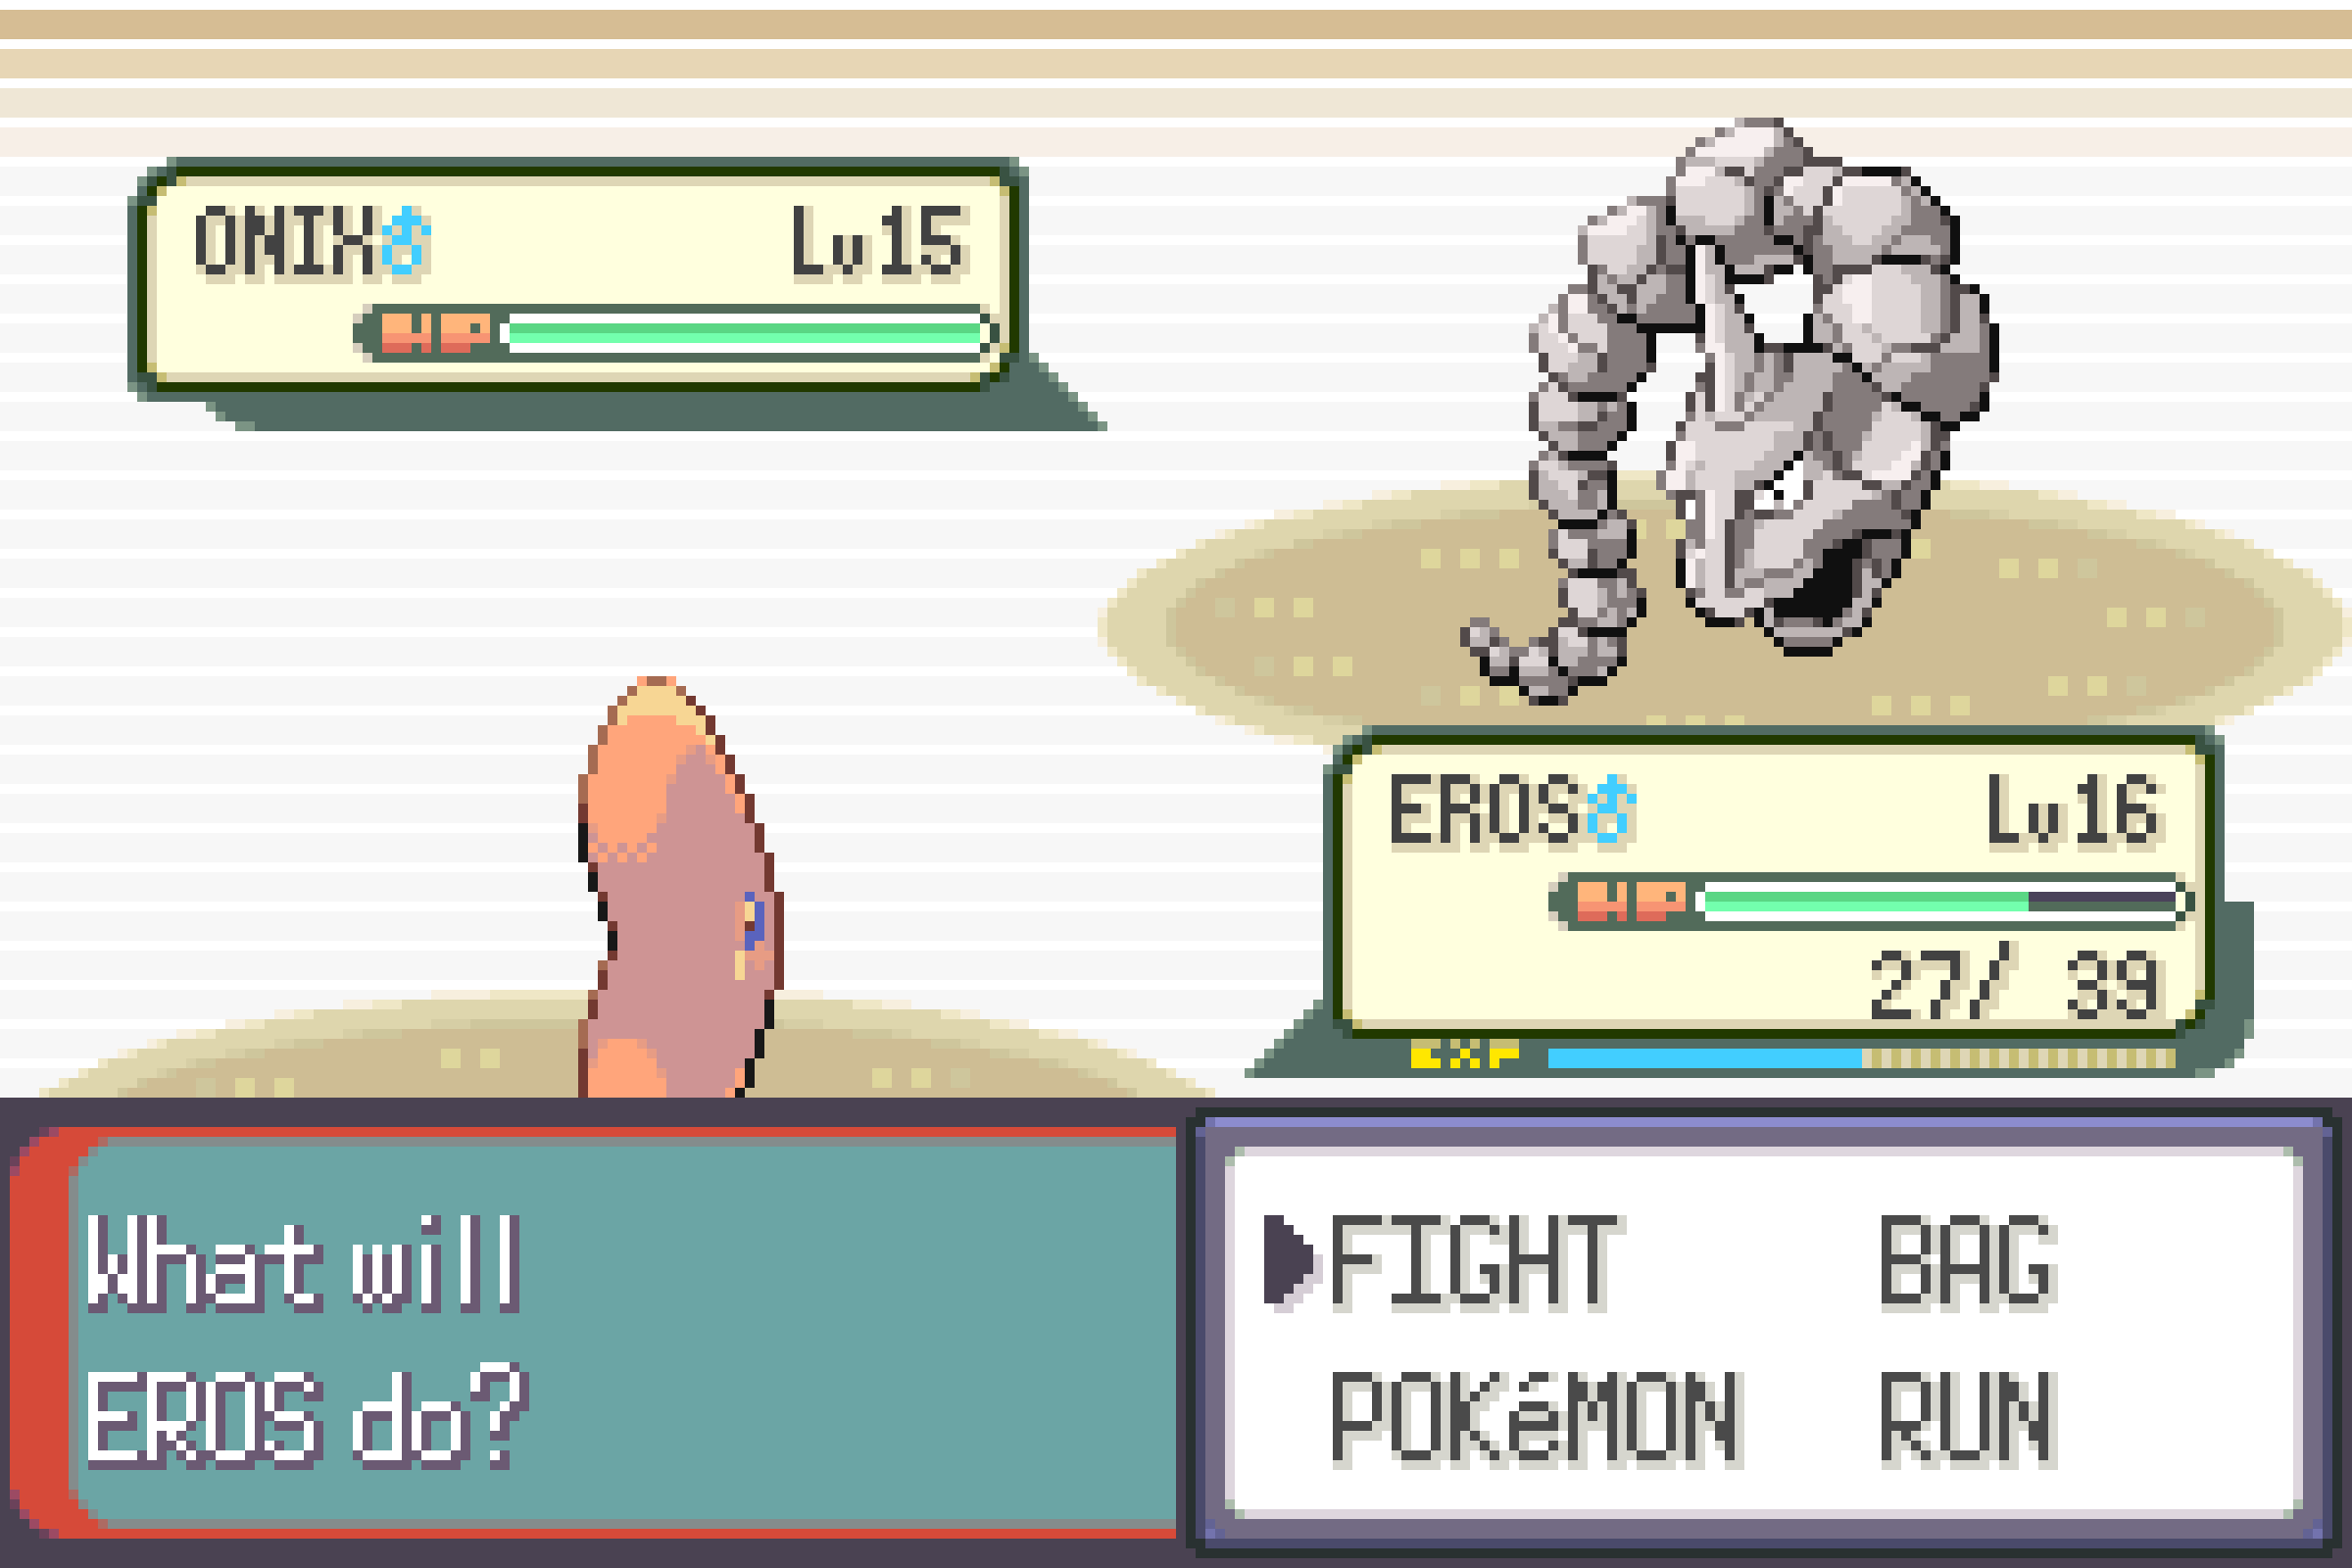 ONIX♂ Lv15
HP
EROS♂ Lv16
HP
27/ 39
EXP
What will
EROS do?
FIGHT BAG
POKéMON RUN